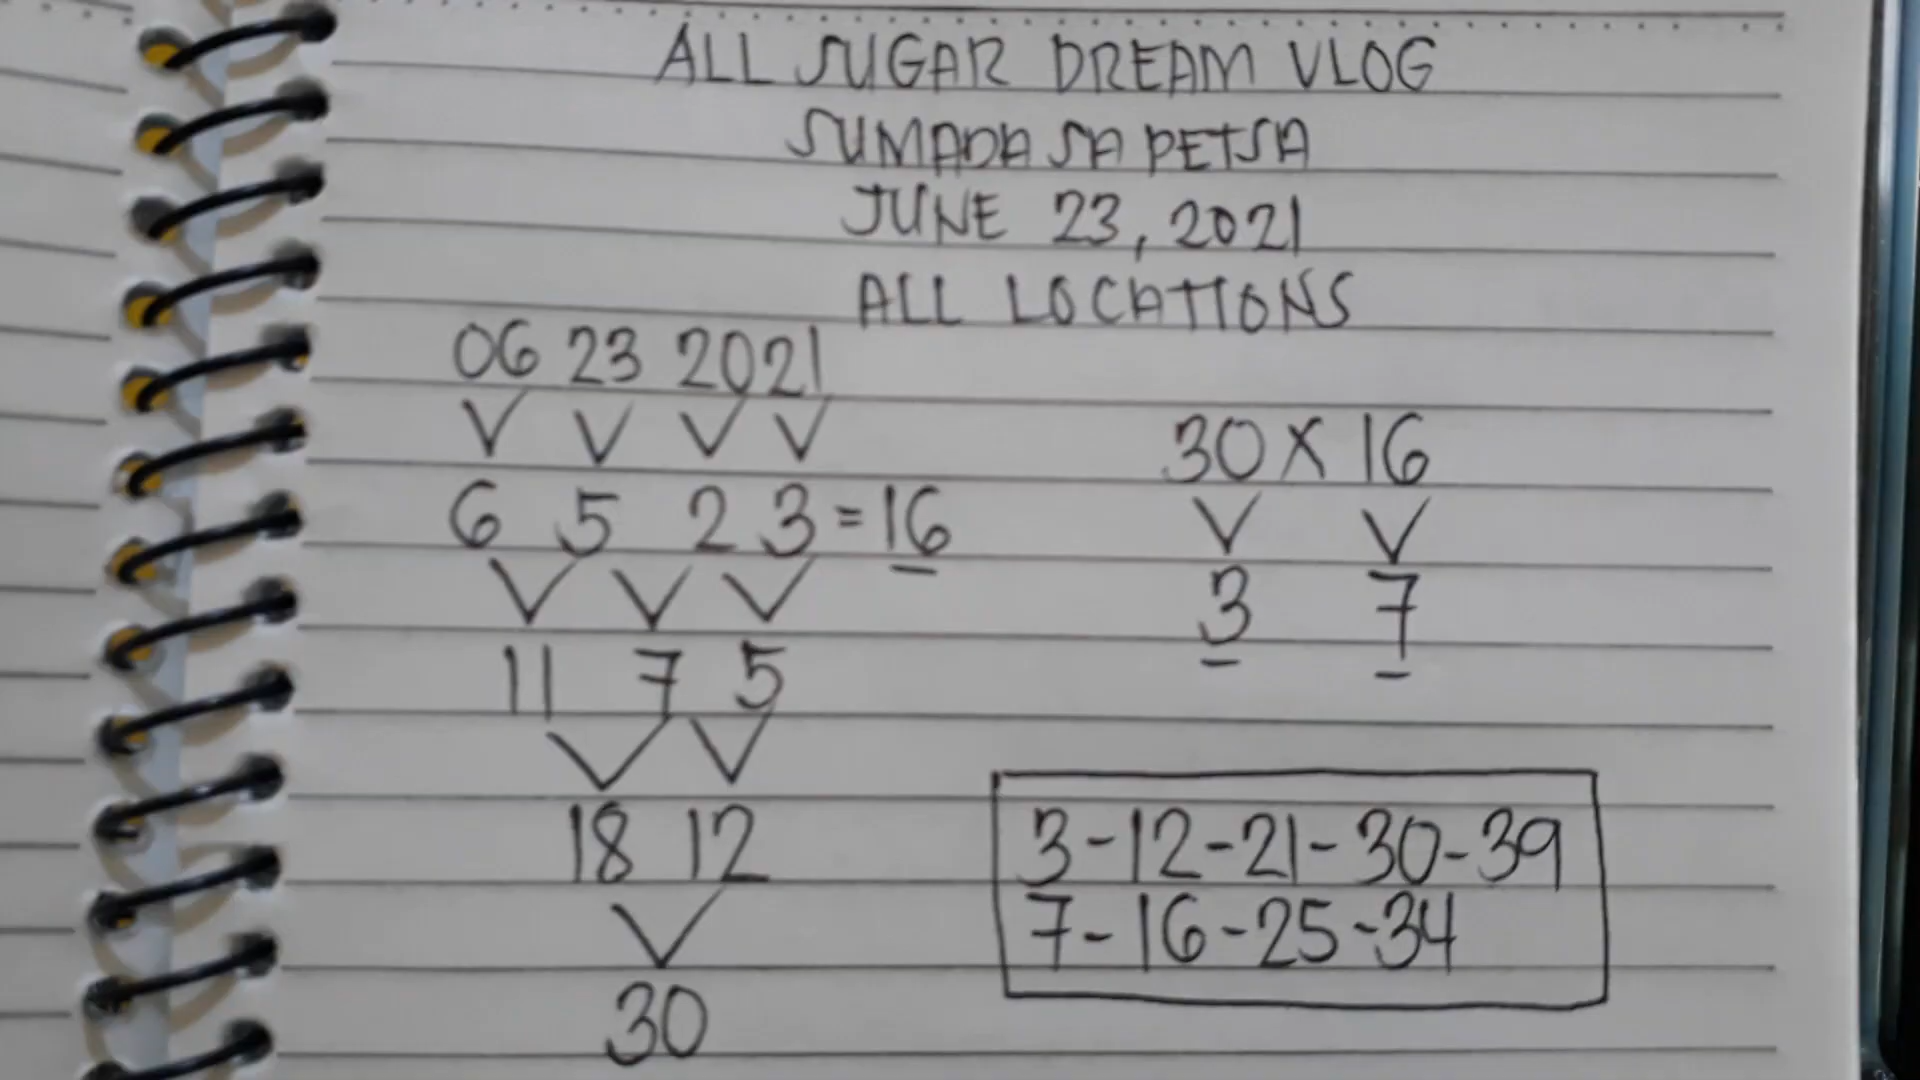 ALL SUGAR DREAM VLOG
SUMADA SA PETSA
JUNE 23, 2021
ALL LOCATIONS
06 23 2021
6 5 2 3 = 16
11 7 5
18 12
30
30 X 16
3 7
3-12-21-30-39
7-16-25-34